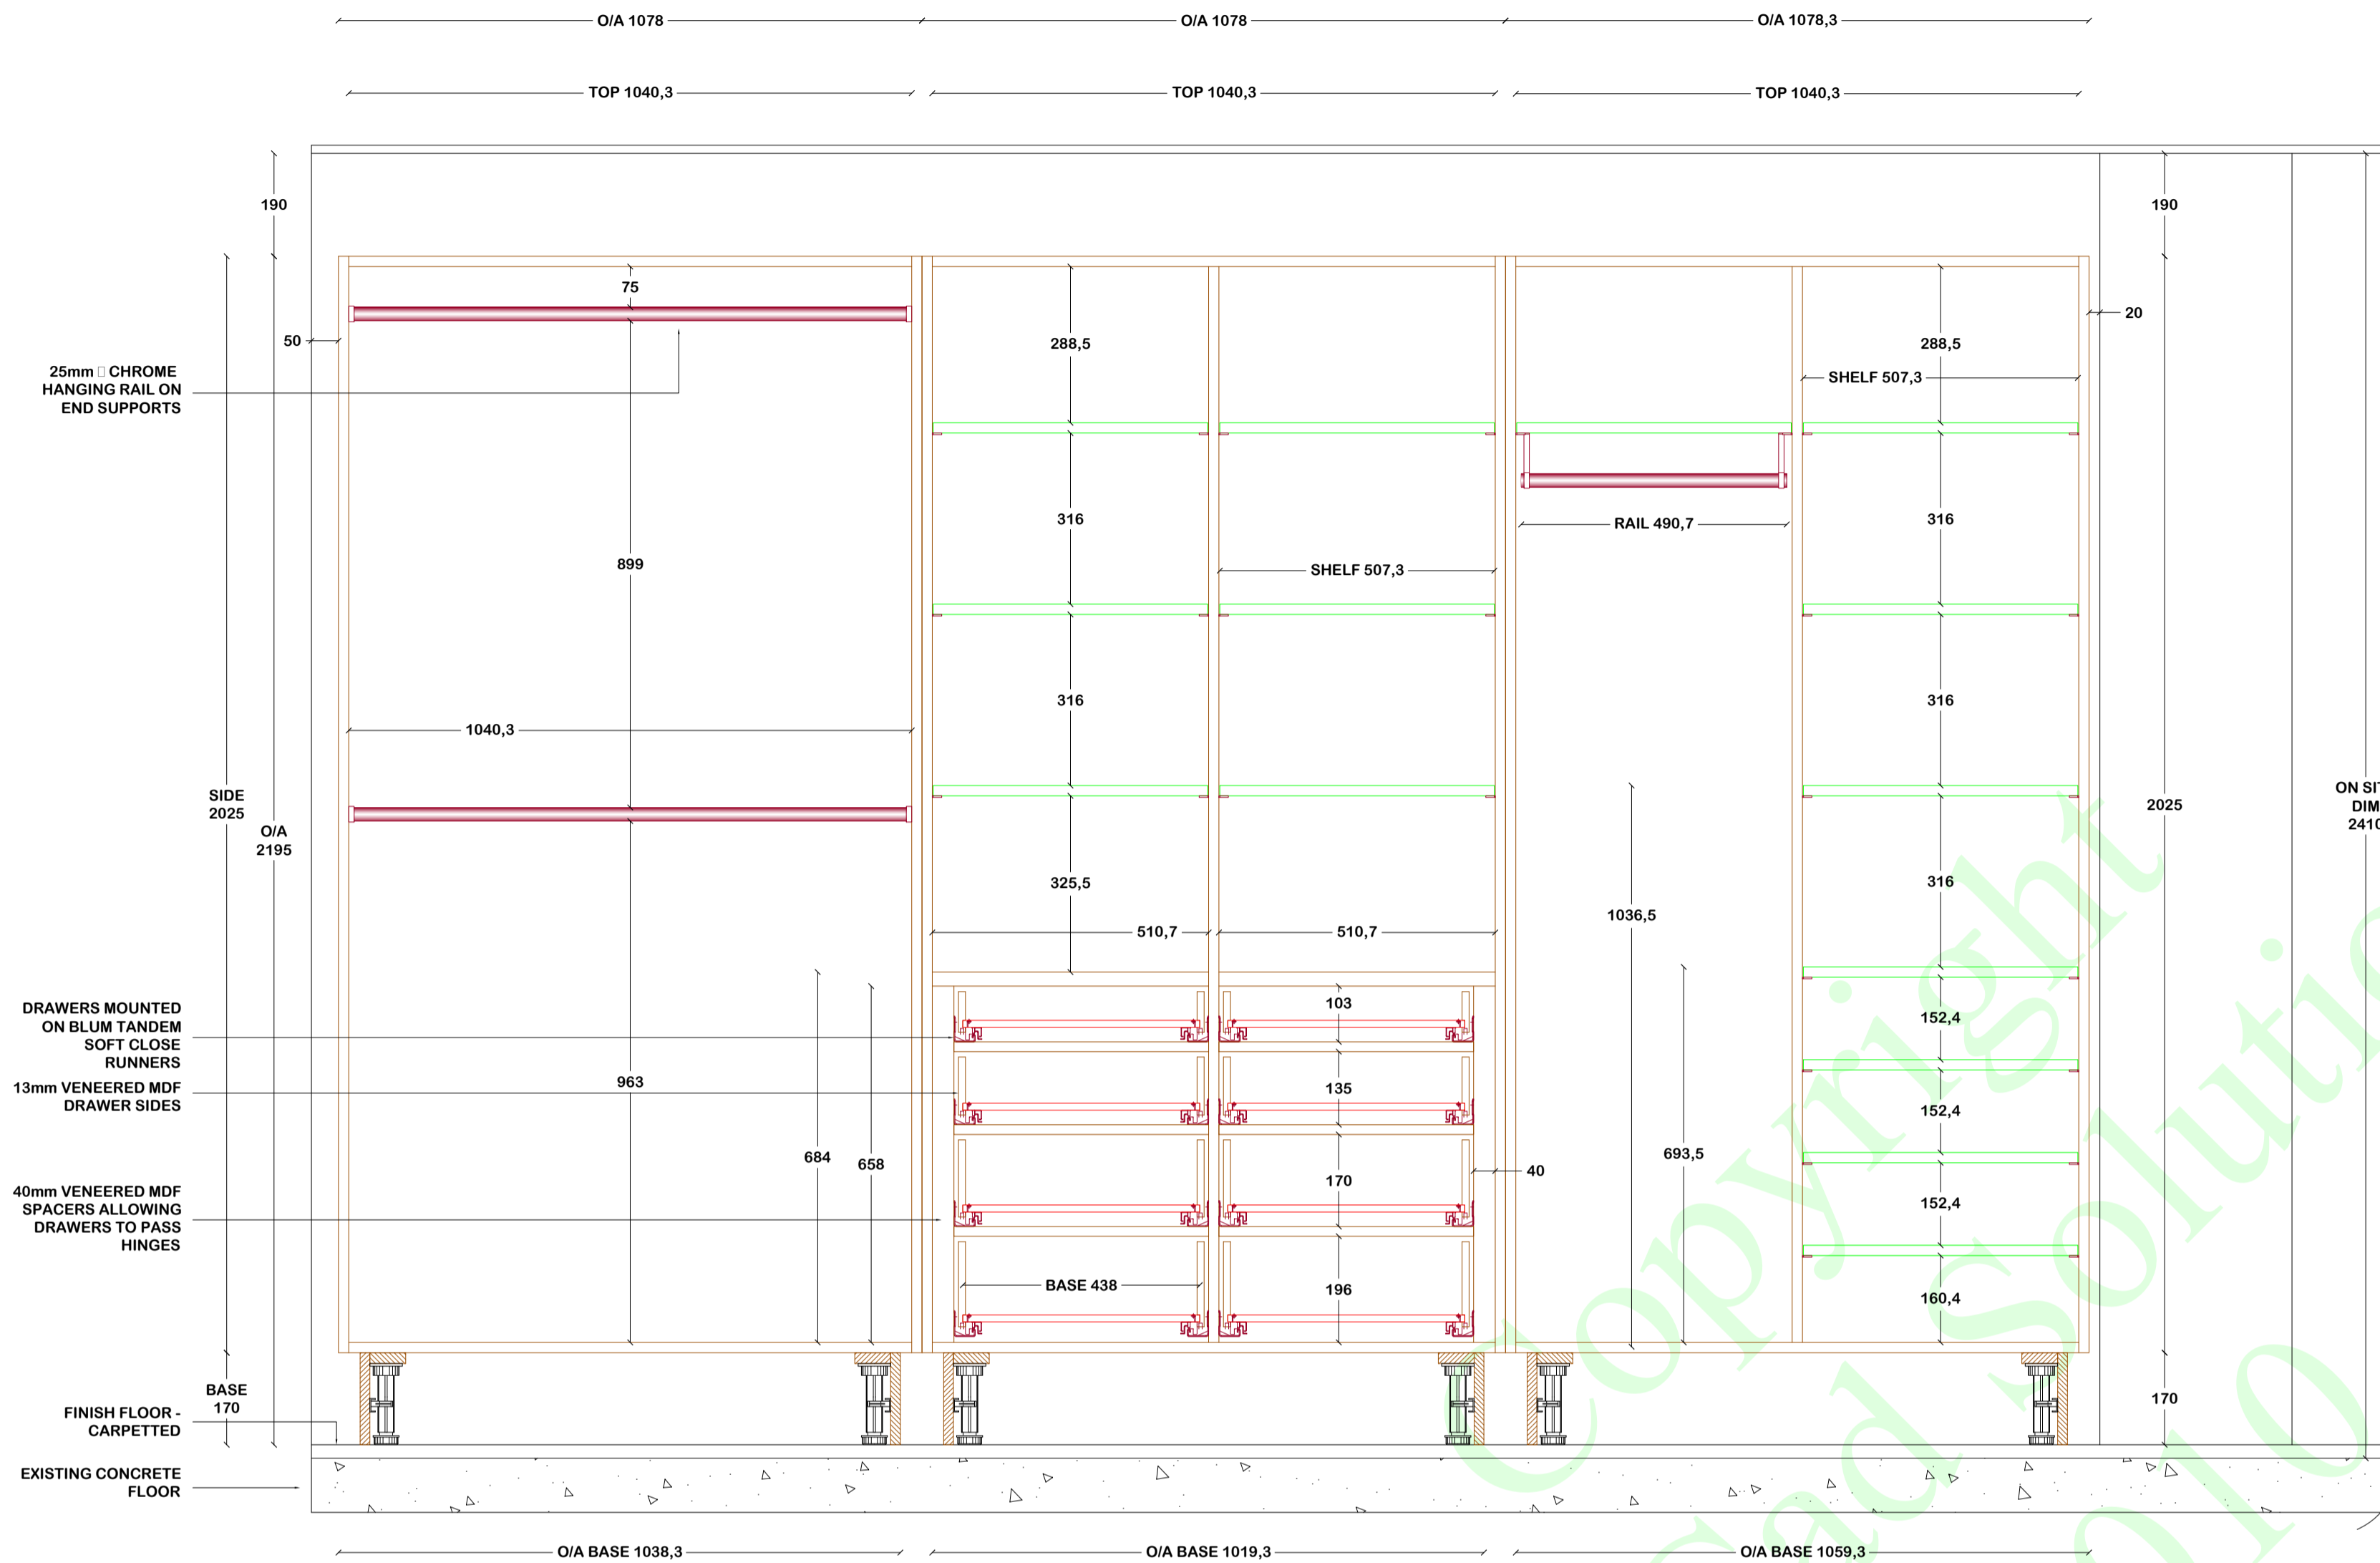 O/A 1078
O/A 1078
O/A 1078,3
TOP 1040,3
TOP 1040,3
TOP 1040,3
190
190
75
50
20
25mm □ CHROME
HANGING RAIL ON
END SUPPORTS
288,5
288,5
SHELF 507,3
316
RAIL 490,7
316
899
SHELF 507,3
316
316
1040,3
SIDE
2025
O/A
2195
2025
ON SIT
DIM
2410
325,5
316
1036,5
510,7
510,7
DRAWERS MOUNTED
ON BLUM TANDEM
SOFT CLOSE
RUNNERS
103
152,4
13mm VENEERED MDF
DRAWER SIDES
963
135
152,4
684
658
693,5
40mm VENEERED MDF
SPACERS ALLOWING
DRAWERS TO PASS
HINGES
170
40
152,4
BASE 438
196
160,4
BASE
170
170
FINISH FLOOR -
CARPETTED
EXISTING CONCRETE
FLOOR
O/A BASE 1038,3
O/A BASE 1019,3
O/A BASE 1059,3
Copyright
Cad Solutio